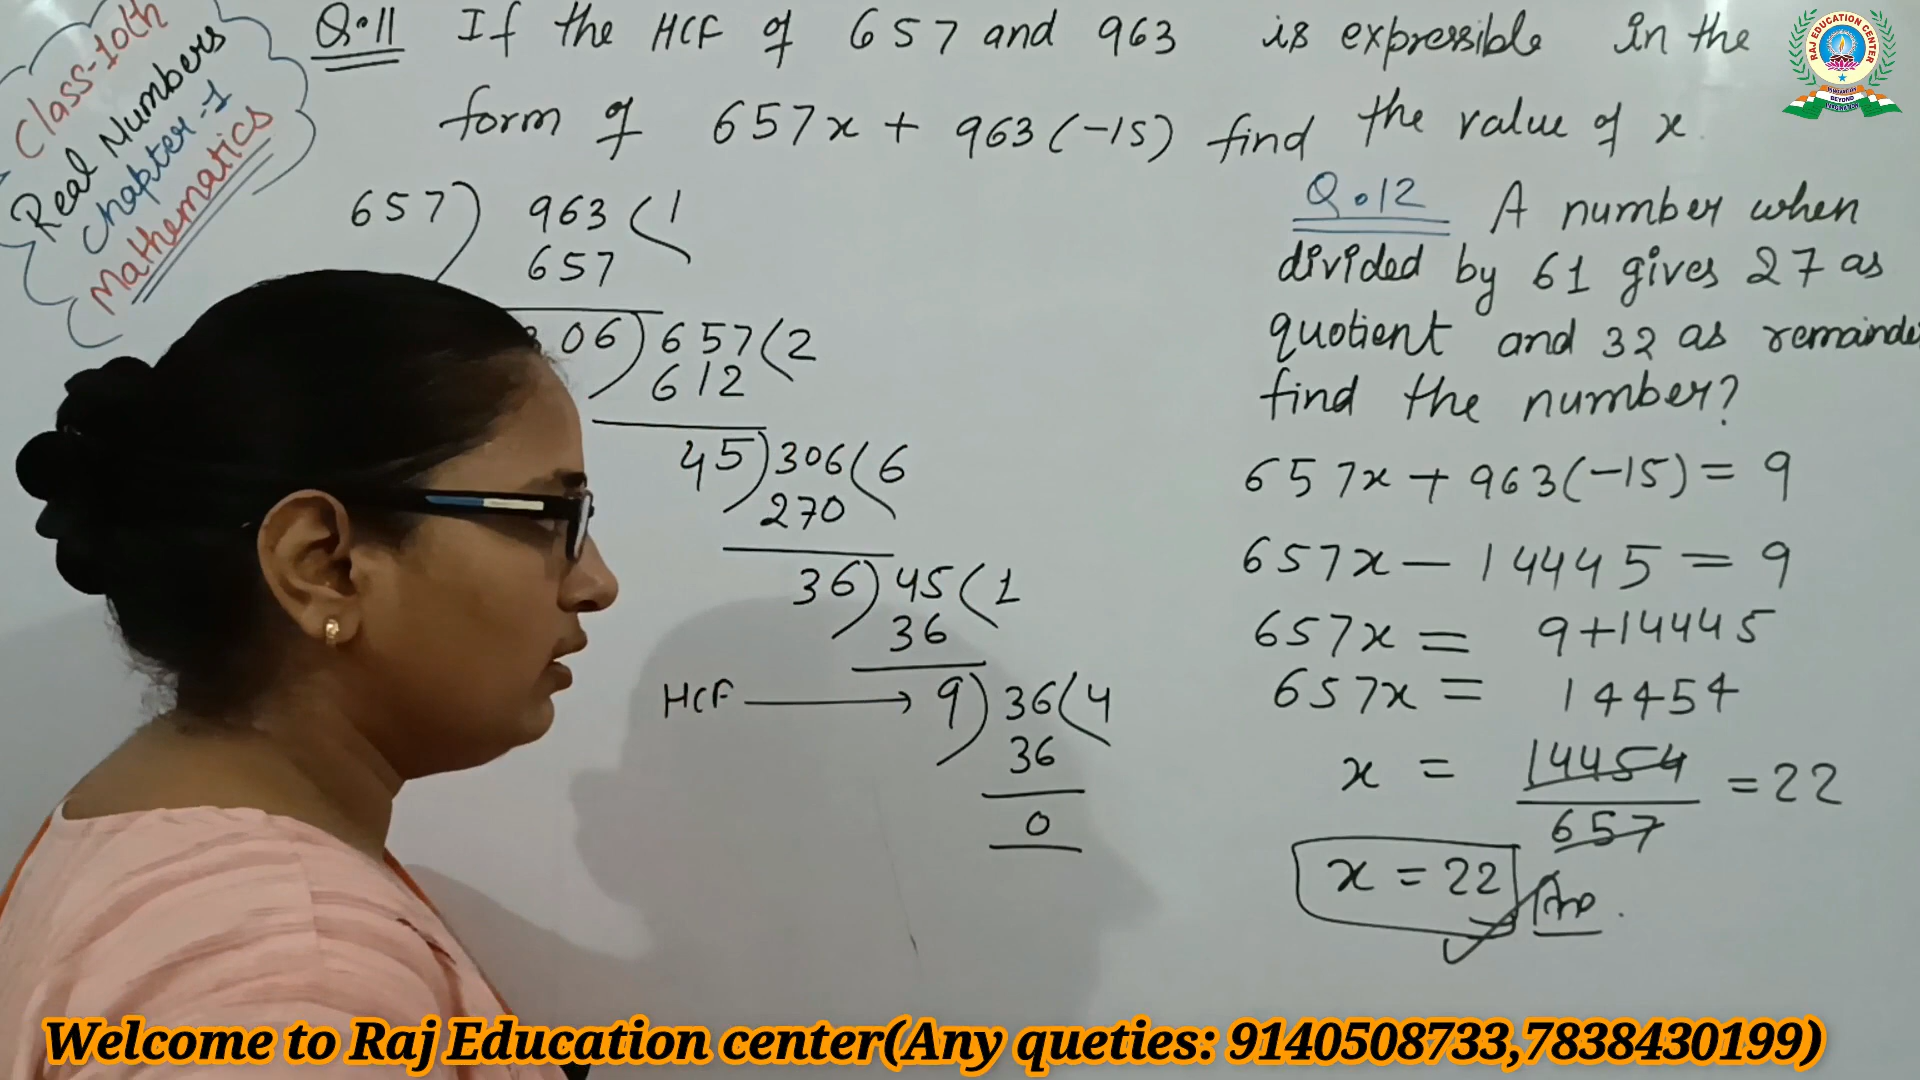 Class-10th
Real Numbers
Chapter-1
Mathematics
Q.11 If the HCF of 657 and 963 is expressible in the
form of 657x + 963(-15) find the value of x.
657) 963 (1
657
306) 657 (2
612
45) 306 (6
270
36) 45 (1
36
HCF → 9) 36 (4
36
0
Q.12 A number when
divided by 61 gives 27 as
quotient and 32 as remainde
find the number?
657x + 963(-15) = 9
657x - 14445 = 9
657x = 9+14445
657x = 14454
x = 14454/657 = 22
x = 22 Ans.
RAJ EDUCATION CENTER
Welcome to Raj Education center(Any queties: 9140508733,7838430199)